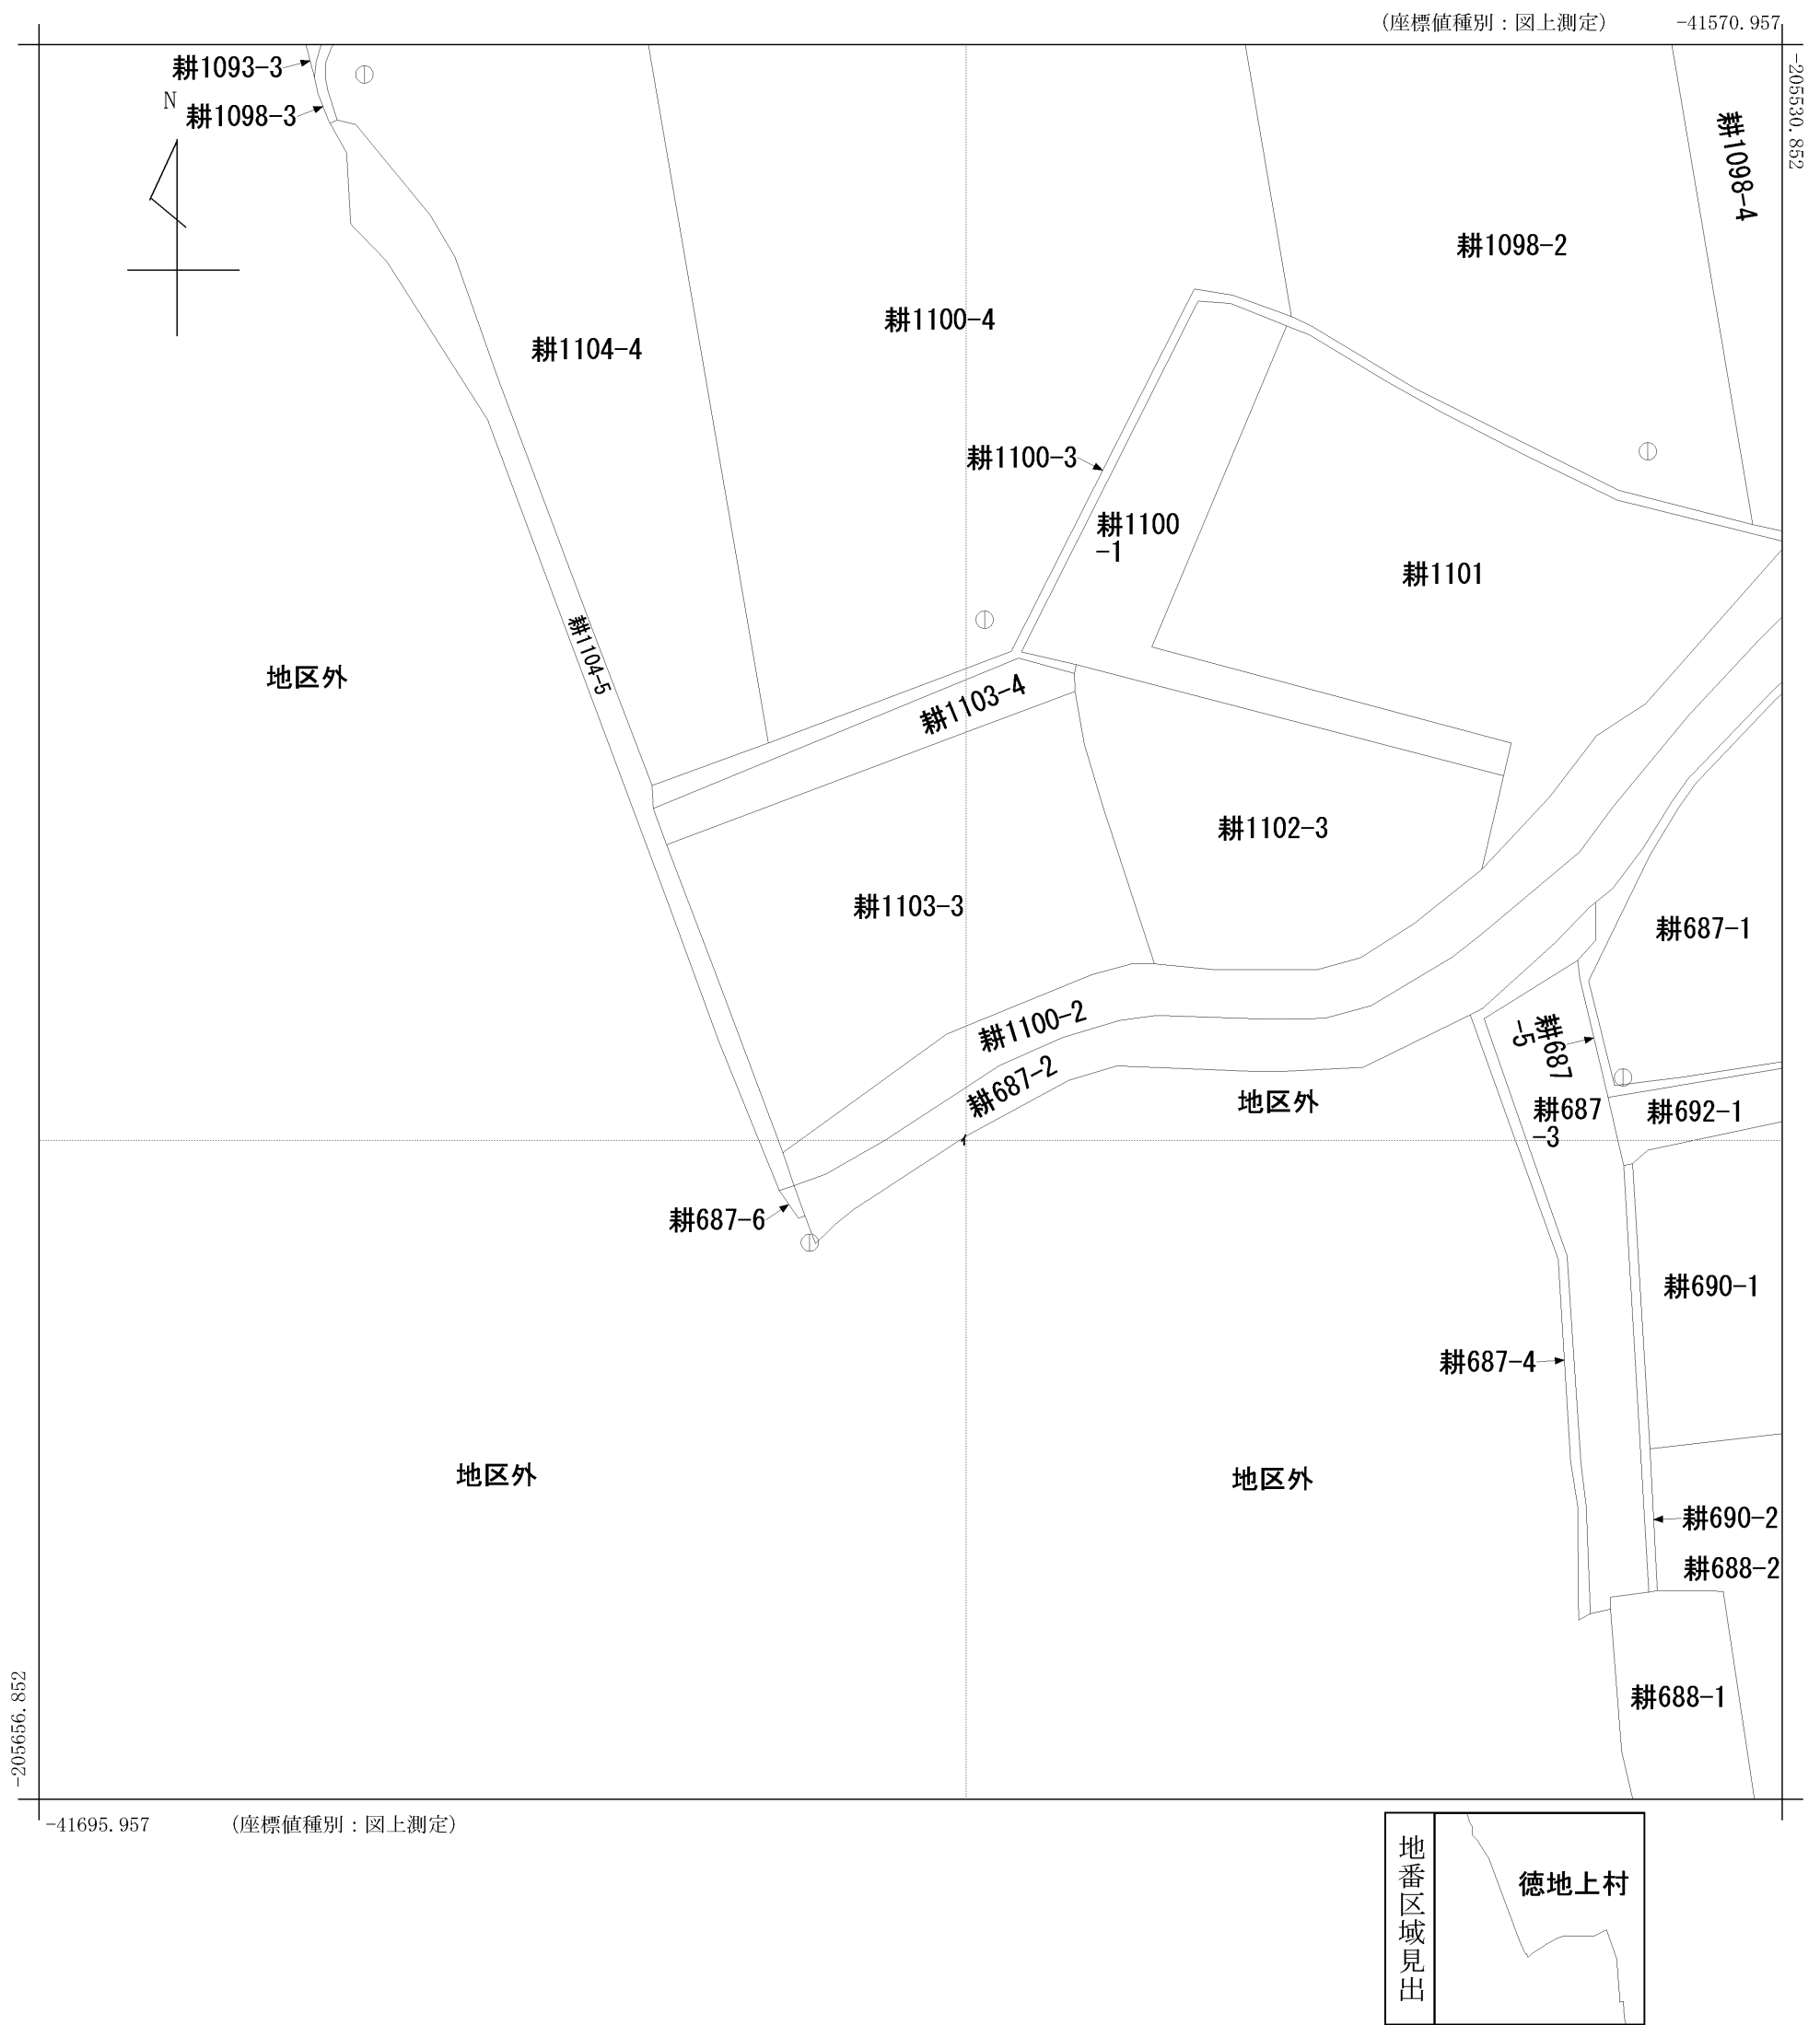 (座標値種別：図上測定)
-41570.957
-205530.852
耕1093-3
N
耕1098-3
耕1098-4
耕1098-2
耕1100-4
耕1104-4
耕1100-3
耕1100
-1
耕1101
耕1104-5
地区外
耕1103-4
耕1102-3
耕1103-3
耕687-1
耕1100-2
耕687
-5
耕687-2
地区外
耕687
-3
耕692-1
耕687-6
耕690-1
耕687-4
地区外
地区外
耕690-2
耕688-2
耕688-1
-205656.852
-41695.957
(座標値種別：図上測定)
地番区域見出
徳地上村